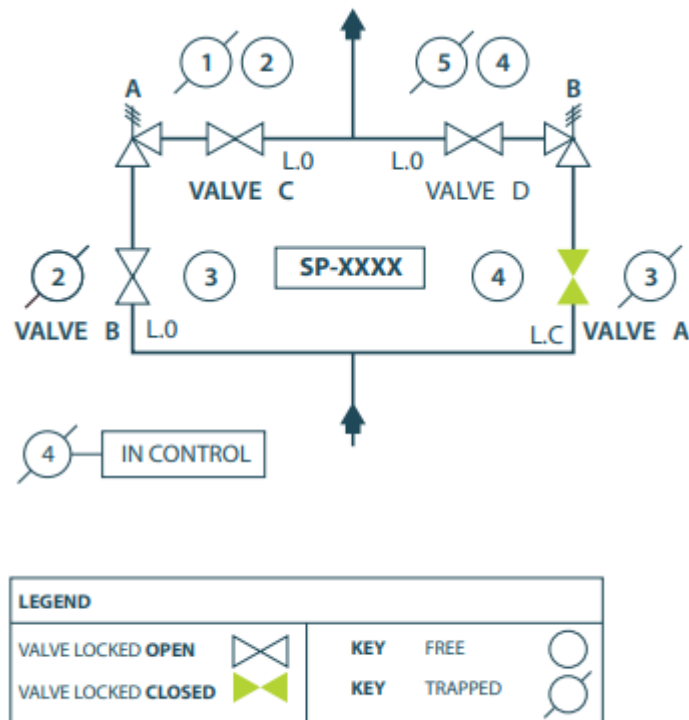 1 2 5 4
A B
L.0 L.0
VALVE C VALVE D
2 3 SP-XXXX 4 3
VALVE B L.0 L.C VALVE A
4 IN CONTROL
LEGEND
VALVE LOCKED OPEN KEY FREE
VALVE LOCKED CLOSED KEY TRAPPED